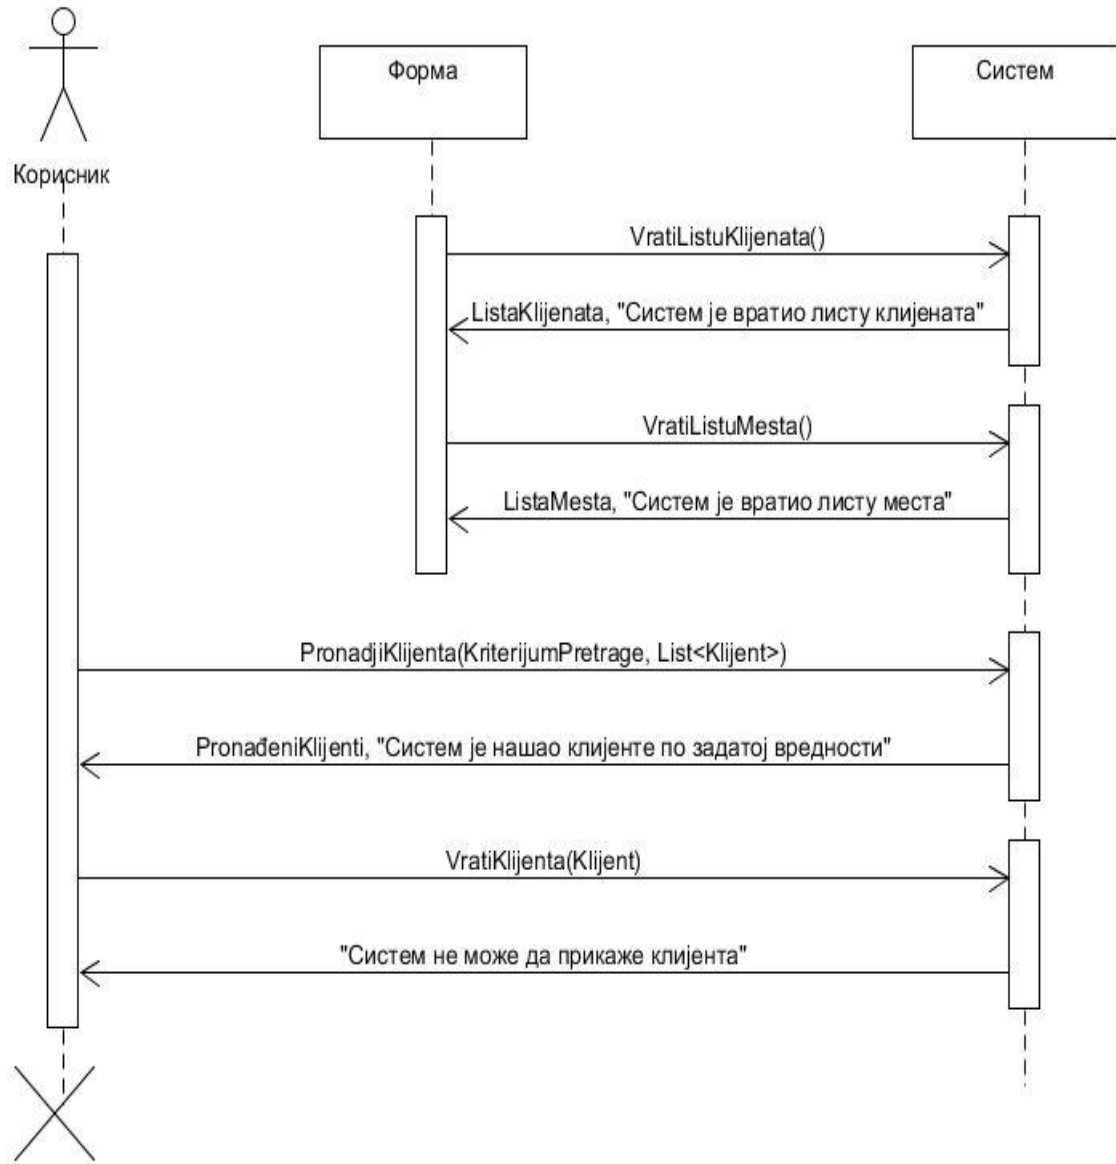 Форма
Систем
Корисник
VratiListuKlijenata()
ListaKlijenata, "Систем је вратио листу клијената"
VratiListuMesta()
ListaMesta, "Систем је вратио листу места"
PronadjiKlijenta(KriterijumPretrage, List<Klijent>)
PronađeniKlijenti, "Систем је нашао клијенте по задатој вредности"
VratiKlijenta(Klijent)
"Систем не може да прикаже клијента"